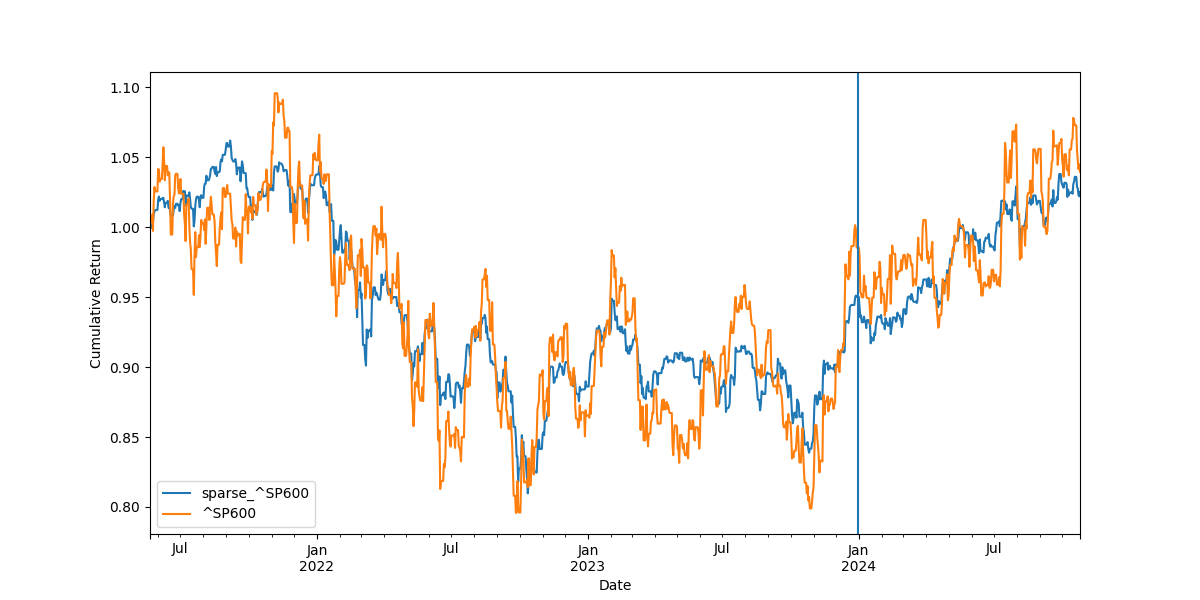 1.10
1.05
1.00
0.95
0.90
0.85
0.80
Cumulative Return
sparse_^SP600
^SP600
Jul
Jan
2022
Jul
Jan
2023
Jul
Jan
2024
Jul
Date